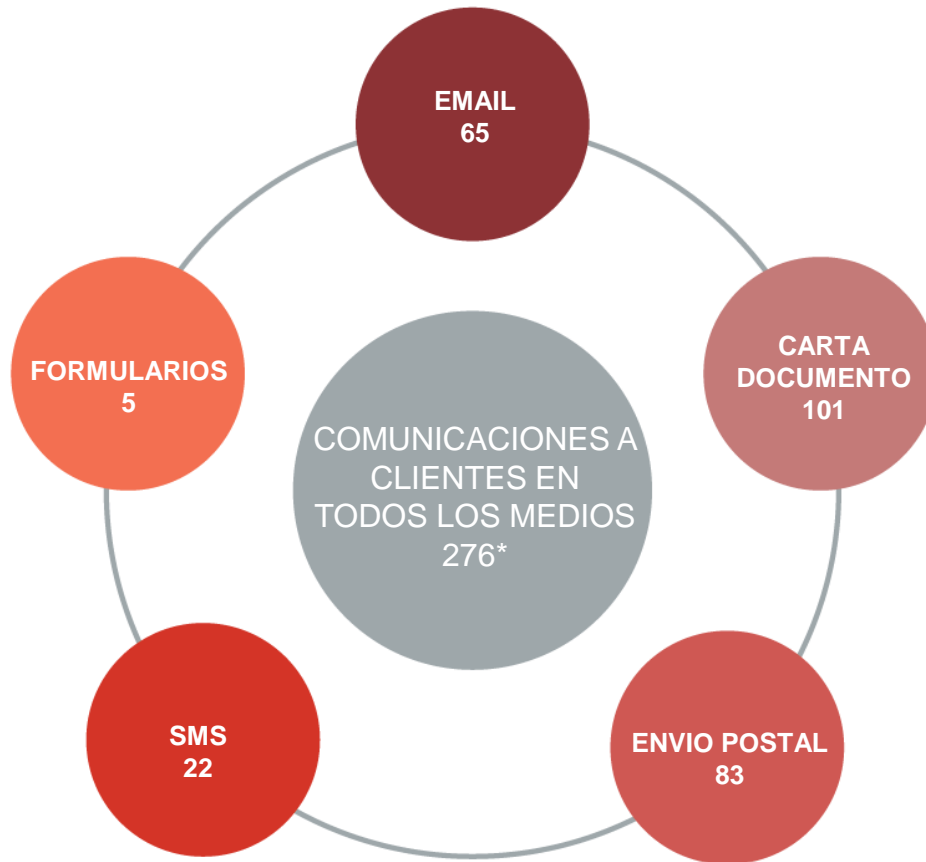 EMAIL
65
CARTA
DOCUMENTO
101
ENVIO POSTAL
83
SMS
22
FORMULARIOS
5
COMUNICACIONES A
CLIENTES EN
TODOS LOS MEDIOS
276*